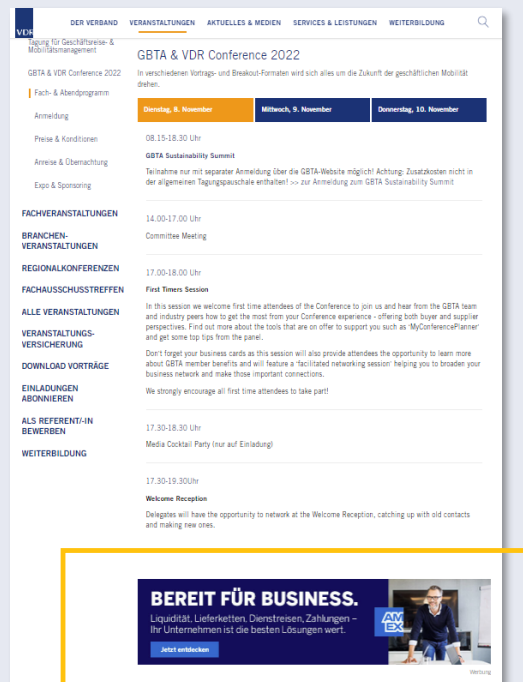 VDR
DER VERBAND VERANSTALTUNGEN AKTUELLES & MEDIEN SERVICES & LEISTUNGEN WEITERBILDUNG
Tagung für Geschäftsreise- &
Mobilitätsmanagement
GBTA & VDR Conference 2022
Fach- & Abendprogramm
Anmeldung
Preise & Konditionen
Anreise & Übernachtung
Expo & Sponsoring
FACHVERANSTALTUNGEN
BRANCHEN-
VERANSTALTUNGEN
REGIONALKONFERENZEN
FACHAUSSCHUSSTREFFEN
ALLE VERANSTALTUNGEN
VERANSTALTUNGS-
VERSICHERUNG
DOWNLOAD VORTRÄGE
EINLADUNGEN
ABONNIEREN
ALS REFERENT/-IN
BEWERBEN
WEITERBILDUNG
GBTA & VDR Conference 2022
In verschiedenen Vortrags- und Breakout-Formaten wird sich alles um die Zukunft der geschäftlichen Mobilität
drehen.
Dienstag, 8. November Mittwoch, 9. November Donnerstag, 10. November
08.15-18.30 Uhr
GBTA Sustainability Summit
Teilnahme nur mit separater Anmeldung über die GBTA-Website möglich! Achtung: Zusatzkosten nicht in
der allgemeinen Tagungspauschale enthalten! >> zur Anmeldung zum GBTA Sustainability Summit
14.00-17.00 Uhr
Committee Meeting
17.00-18.00 Uhr
First Timers Session
In this session we welcome first time attendees of the Conference to join us and hear from the GBTA team
and industry peers how to get the most from your Conference experience - offering both buyer and supplier
perspectives. Find out more about the tools that are on offer to support you such as 'MyConferencePlanner'
and get some top tips from the panel.
Don't forget your business cards as this session will also provide attendees the opportunity to learn more
about GBTA member benefits and will feature a 'facilitated networking session' helping you to broaden your
business network and make those important connections.
We strongly encourage all first time attendees to take part!
17.30-18.30 Uhr
Media Cocktail Party (nur auf Einladung)
17.30-19.30Uhr
Welcome Reception
Delegates will have the opportunity to network at the Welcome Reception, catching up with old contacts
and making new ones.
BEREIT FÜR BUSINESS.
Liquidität, Lieferketten, Dienstreisen, Zahlungen –
Ihr Unternehmen ist die besten Lösungen wert.
Jetzt entdecken
AM
EX
Werbung